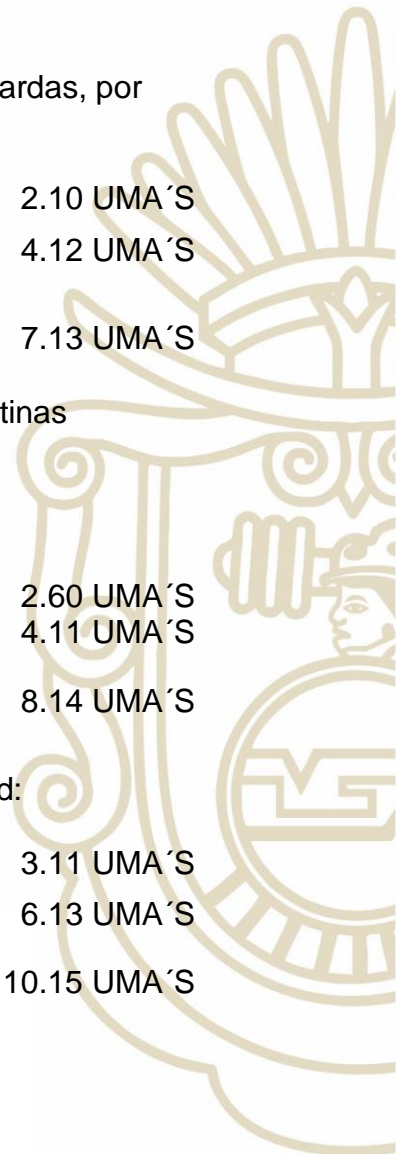 ardas, por
2.10 UMA´S
4.12 UMA´S
7.13 UMA´S
tinas
2.60 UMA´S
4.11 UMA´S
8.14 UMA´S
d:
3.11 UMA´S
6.13 UMA´S
10.15 UMA´S